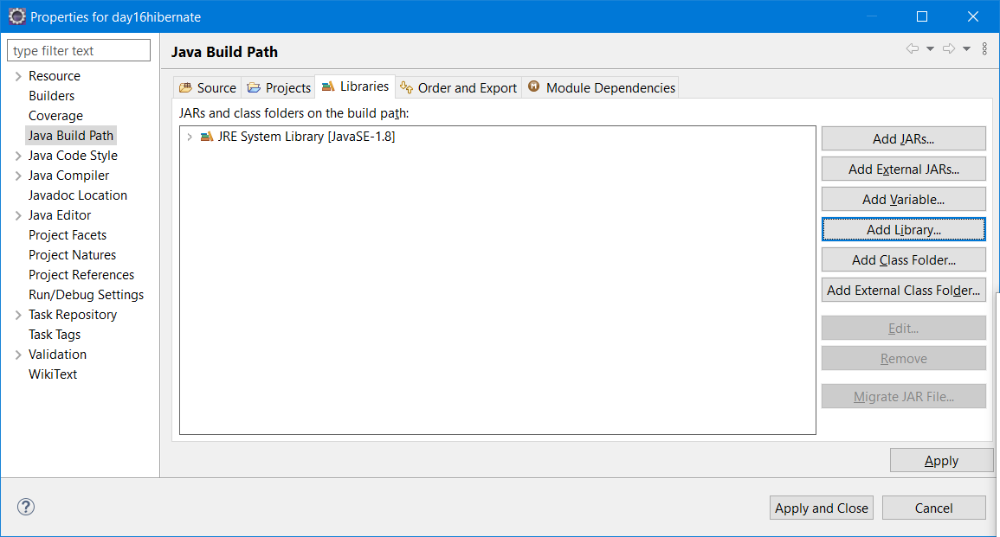 Properties for day16hibernate
type filter text
Resource
Builders
Coverage
Java Build Path
Java Code Style
Java Compiler
Javadoc Location
Java Editor
Project Facets
Project Natures
Project References
Run/Debug Settings
Task Repository
Task Tags
Validation
WikiText
Java Build Path
Source Projects Libraries Order and Export Module Dependencies
JARs and class folders on the build path:
JRE System Library [JavaSE-1.8]
Add JARs...
Add External JARs...
Add Variable...
Add Library...
Add Class Folder...
Add External Class Folder...
Edit...
Remove
Migrate JAR File...
Apply
Apply and Close Cancel